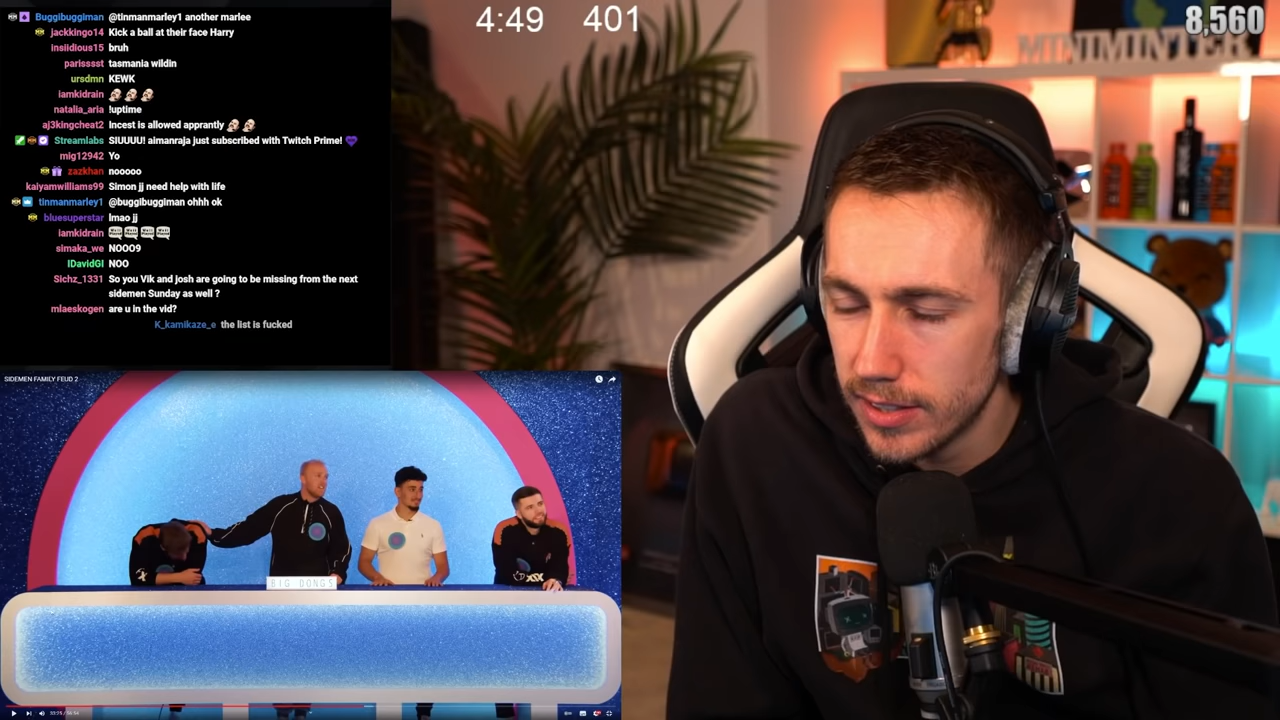 Buggibuggiman @tinmanmarley1 another marlee
jackkingo14 Kick a ball at their face Harry
insiidious15 bruh
parisssst tasmania wildin
ursdmn KEWK
iamkidrain
natalia_aria !uptime
aj3kingcheat2 Incest is allowed apprantly
Streamlabs SIUUUU! aimanraja just subscribed with Twitch Prime!
mig12942 Yo
zazkhan nooooo
kaiyamwilliams99 Simon jj need help with life
tinmanmarley1 @buggibuggiman ohhh ok
bluesuperstar lmao jj
iamkidrain
simaka_we NOOO9
IDavidGI NOO
Sichz_1331 So you Vik and josh are going to be missing from the next
sidemen Sunday as well ?
mlaeskogen are u in the vid?
K_kamikaze_e the list is fucked
4:49 401
8,560
MINIMINTER
SIDEMEN FAMILY FEUD 2
BIG DONGS